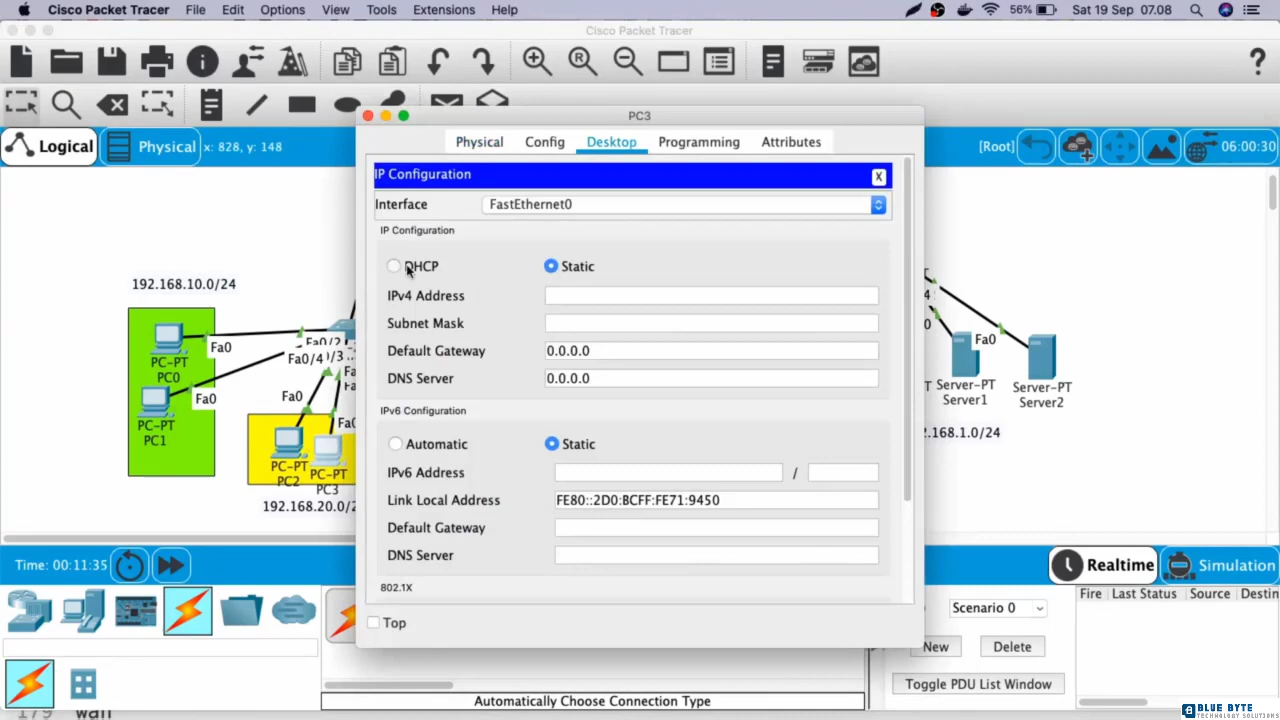 Cisco Packet Tracer File Edit Options View Tools Extensions Help 56% Sat 19 Sep 07.08
Cisco Packet Tracer
?
PC3
Logical Physical x: 828, y: 148 [Root] 06:00:30
Physical Config Desktop Programming Attributes
IP Configuration X
Interface FastEthernet0
IP Configuration
DHCP Static
IPv4 Address
Subnet Mask
Default Gateway 0.0.0.0
DNS Server 0.0.0.0
IPv6 Configuration
Automatic Static
IPv6 Address /
Link Local Address FE80::2D0:BCFF:FE71:9450
Default Gateway
DNS Server
802.1X
Top
192.168.10.0/24
Fa0 Fa0/2
PC-PT Fa0/4
PC0
Fa0 Fa0
PC-PT
PC1
PC-PT PC-PT
PC2 PC3
192.168.20.0
Fa0
Server-PT Server-PT
Server1 Server2
.168.1.0/24
Time: 00:11:35 Realtime Simulation
Scenario 0 Fire Last Status Source Destin
New Delete
Toggle PDU List Window
Automatically Choose Connection Type
179 wan
BLUE BYTE
TECHNOLOGY SOLUTIONS